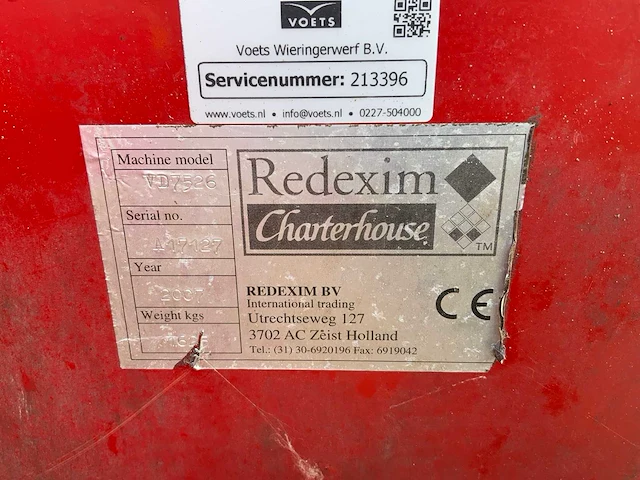 VOETS
Voets Wieringerwerf B.V.
Servicenummer: 213396
www.voets.nl • info@voets.nl • 0227-504000
Machine model
VD7526
Serial no.
A17127
Year
2007
Weight kgs
Redexim
Charterhouse
TM
REDEXIM BV
International trading
Utrechtseweg 127
3702 AC Zeist Holland
Tel.: (31) 30-6920196 Fax: 6919042
CE